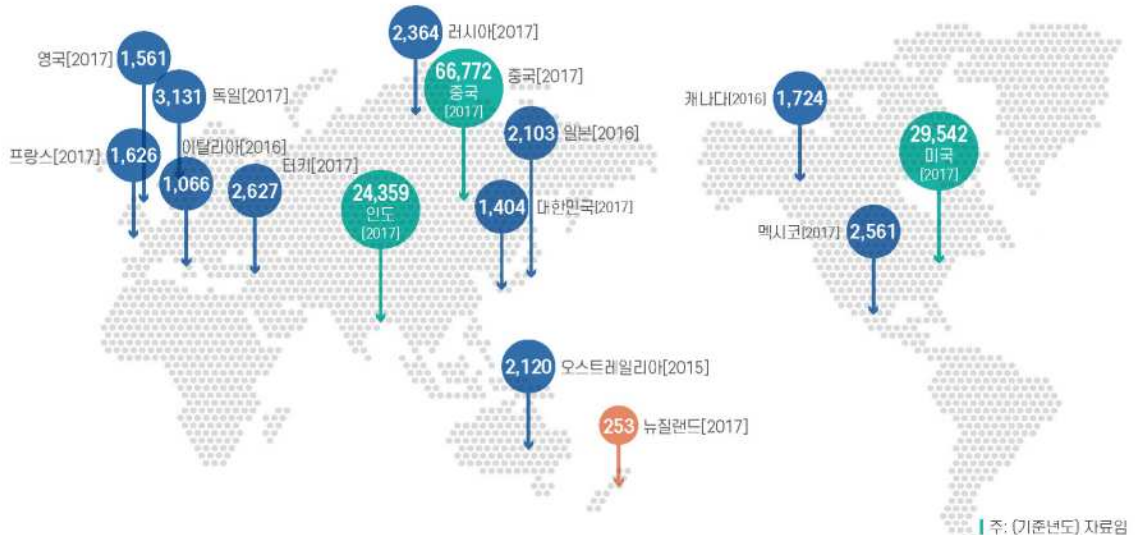 영국[2017] 1,561
3,131 독일[2017]
프랑스[2017] 1,626
이탈리아[2016]
1,066
터키[2017]
2,627
2,364 러시아[2017]
66,772
중국
[2017]
중국[2017]
2,103 일본[2016]
24,359
인도
[2017]
1,404 대한민국[2017]
2,120 오스트레일리아[2015]
253 뉴질랜드[2017]
캐나다[2016] 1,724
29,542
미국
[2017]
멕시코[2017] 2,561
주: (기준년도) 자료임